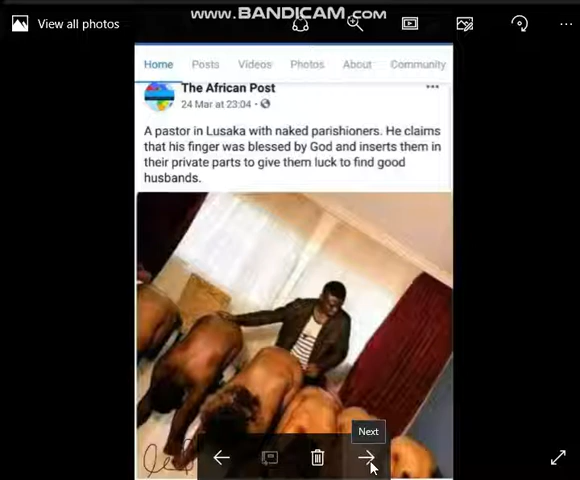 www.BANDICAM.com
View all photos
Home Posts Videos Photos About Community
The African Post
24 Mar at 23:04
A pastor in Lusaka with naked parishioners. He claims
that his finger was blessed by God and inserts them in
their private parts to give them luck to find good
husbands.
Next